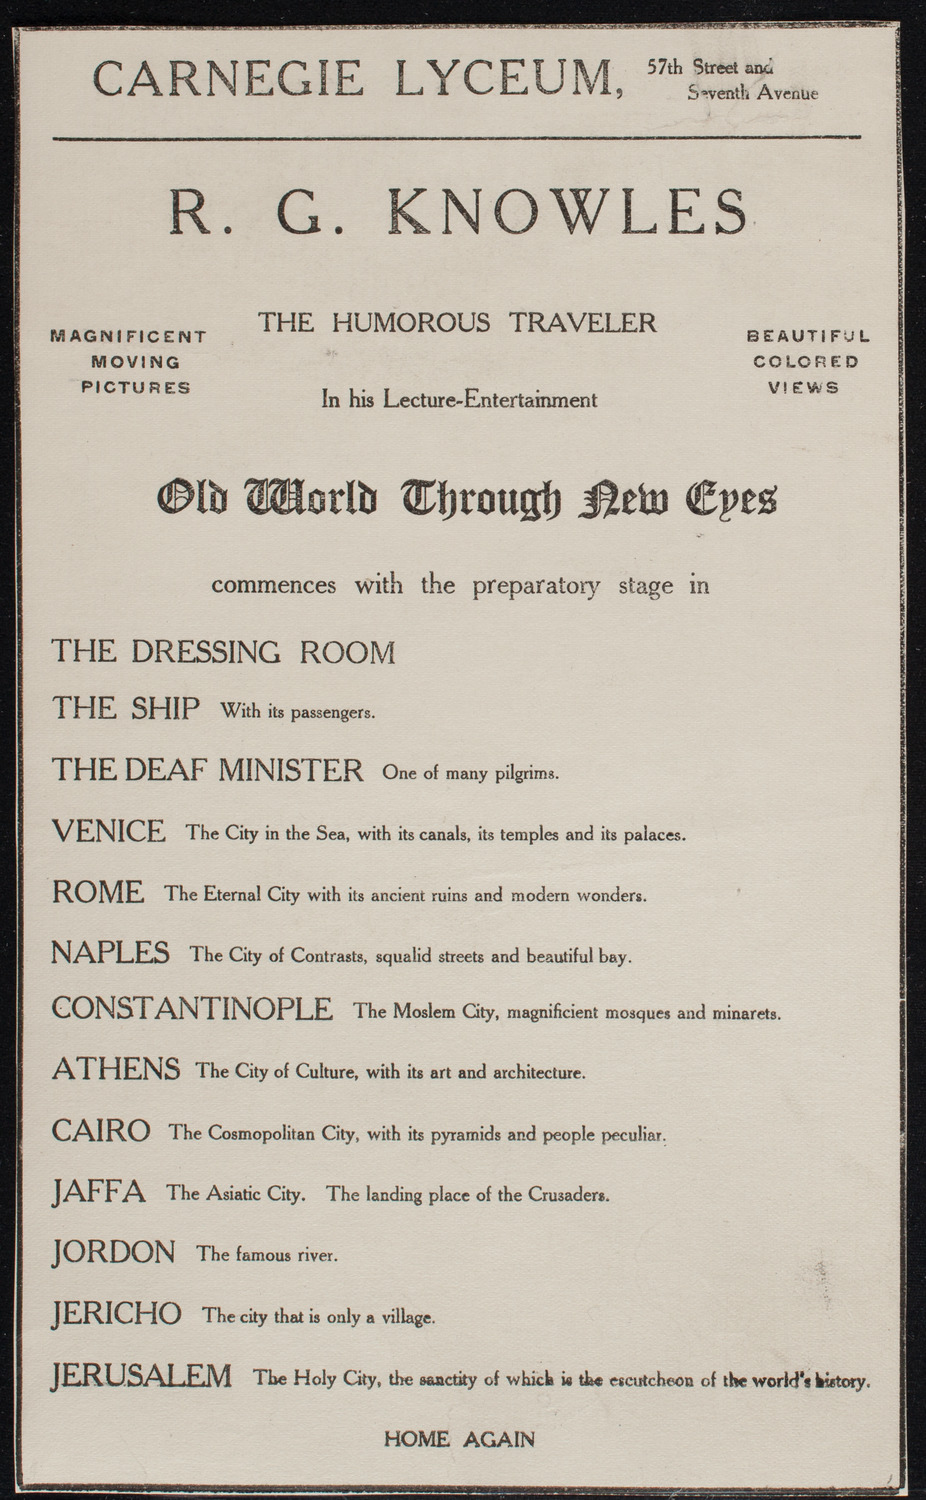 CARNEGIE LYCEUM, 57th Street and
Seventh Avenue
R. G. KNOWLES
THE HUMOROUS TRAVELER
MAGNIFICENT
MOVING
PICTURES
BEAUTIFUL
COLORED
VIEWS
In his Lecture-Entertainment
Old World Through New Eyes
commences with the preparatory stage in
THE DRESSING ROOM
THE SHIP With its passengers.
THE DEAF MINISTER One of many pilgrims.
VENICE The City in the Sea, with its canals, its temples and its palaces.
ROME The Eternal City with its ancient ruins and modern wonders.
NAPLES The City of Contrasts, squalid streets and beautiful bay.
CONSTANTINOPLE The Moslem City, magnificient mosques and minarets.
ATHENS The City of Culture, with its art and architecture.
CAIRO The Cosmopolitan City, with its pyramids and people peculiar.
JAFFA The Asiatic City. The landing place of the Crusaders.
JORDON The famous river.
JERICHO The city that is only a village.
JERUSALEM The Holy City, the sanctity of which is the escutcheon of the world's history.
HOME AGAIN